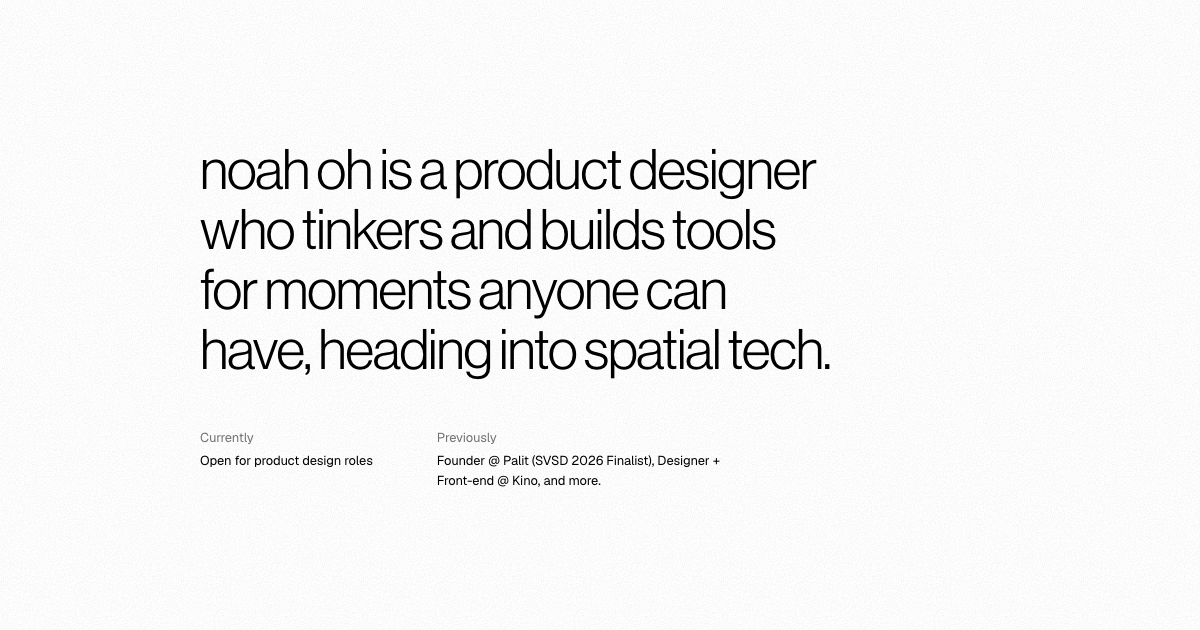 noah oh is a product designer
who tinkers and builds tools
for moments anyone can
have, heading into spatial tech.
Currently
Open for product design roles
Previously
Founder @ Palit (SVSD 2026 Finalist), Designer +
Front-end @ Kino, and more.